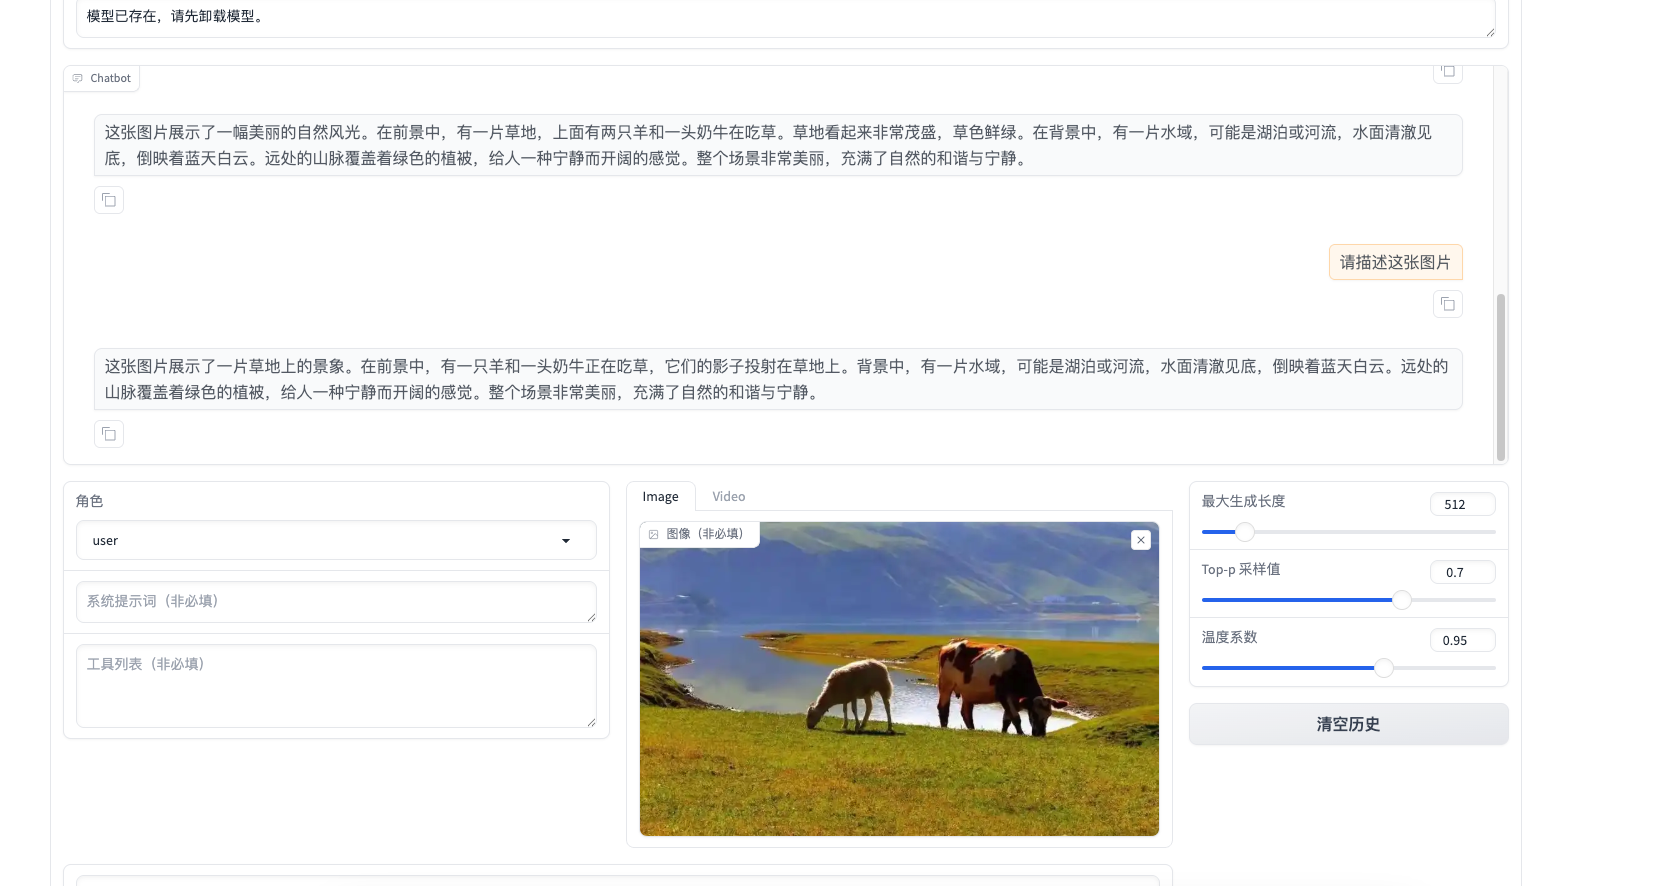 模型已存在，请先卸载模型。
Chatbot
这张图片展示了一幅美丽的自然风光。在前景中，有一片草地，上面有两只羊和一头奶牛在吃草。草地看起来非常茂盛，草色鲜绿。在背景中，有一片水域，可能是湖泊或河流，水面清澈见
底，倒映着蓝天白云。远处的山脉覆盖着绿色的植被，给人一种宁静而开阔的感觉。整个场景非常美丽，充满了自然的和谐与宁静。
请描述这张图片
这张图片展示了一片草地上的景象。在前景中，有一只羊和一头奶牛正在吃草，它们的影子投射在草地上。背景中，有一片水域，可能是湖泊或河流，水面清澈见底，倒映着蓝天白云。远处的
山脉覆盖着绿色的植被，给人一种宁静而开阔的感觉。整个场景非常美丽，充满了自然的和谐与宁静。
角色
user
系统提示词（非必填）
工具列表（非必填）
Image
Video
图像（非必填）
最大生成长度
512
Top-p 采样值
0.7
温度系数
0.95
清空历史